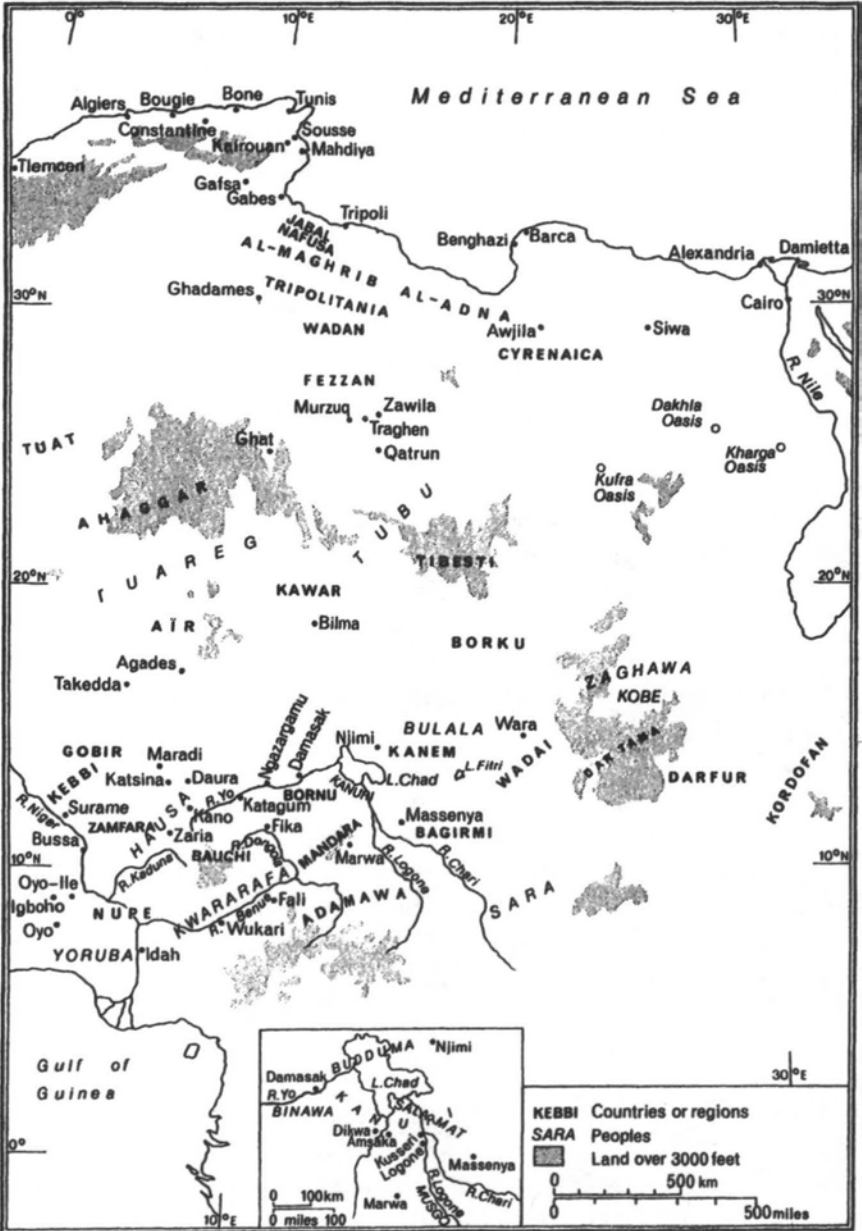 0°
10°E
20°E
30°E
Mediterranean Sea
Algiers
Bougie
Bone
Tunis
Constantine
Sousse
Kairouan
Mahdiya
Tlemcen
Gafsa
Gabes
JABAL
NAFUSA
Tripoli
Benghazi
Barca
Alexandria
Damietta
AL-MAGHRIB AL-ADNA
30°N
Ghadames
TRIPOLITANIA
WADAN
Awjila
Siwa
Cairo
30°N
CYRENAICA
R. Nile
FEZZAN
Murzuq
Zawila
Traghen
Dakhla
Oasis
TUAT
Ghat
Qatrun
Kharga
Oasis
Kufra
Oasis
AHAGGAR
TUBU
TIBESTI
TUAREG
20°N
20°N
KAWAR
AÏR
Bilma
BORKU
Agades
Takedda
ZAGHAWA
KOBE
Ngazargamu
Damasak
Njimi
BULALA
Wara
KANEM
GOBIR
Maradi
WADAI
DAR TAMA
KORDOFAN
KEBBI
Katsina
Daura
R. Yo
BORNU
KANURI
L.Chad
L.Fitri
DARFUR
R. Niger
Surame
HAUSA
Kano
Katagum
ZAMFARA
Massenya
BAGIRMI
Bussa
Zaria
Fika
BAUCHI
R.Dongola
MANDARA
Marwa
R. Logone
R. Chari
10°N
10°N
R. Kaduna
Oyo-Ile
Igboho
NUPE
KWARARAFA
Fali
R. Benue
ADAMAWA
SARA
Oyo
Wukari
YORUBA
Idah
Gulf of
Guinea
0°
10°E
30°E
BUDDUMA
Njimi
Damasak
R. Yo
L.Chad
BINAWA
KANU
SALAMAT
Dikwa
Amsaka
Kusseri
Logone
Massenya
R. Logone
R. Chari
Marwa
MUSGO
0 100km
0 miles 100
KEBBI Countries or regions
SARA Peoples
Land over 3000 feet
0 500 km
0 500 miles